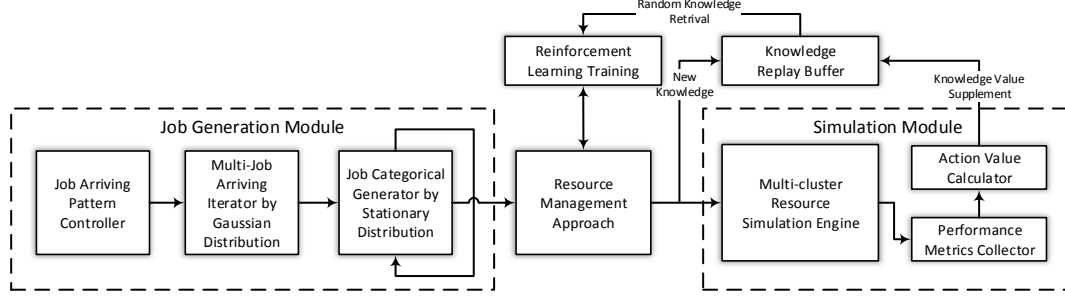 Random Knowledge
Retrival
Reinforcement
Learning Training
Knowledge
Replay Buffer
New
Knowledge
Knowledge Value
Supplement
Job Generation Module
Job Arriving
Pattern
Controller
Multi-Job
Arriving
Iterator by
Gaussian
Distribution
Job Categorical
Generator by
Stationary
Distribution
Resource
Management
Approach
Simulation Module
Multi-cluster
Resource
Simulation Engine
Action Value
Calculator
Performance
Metrics Collector